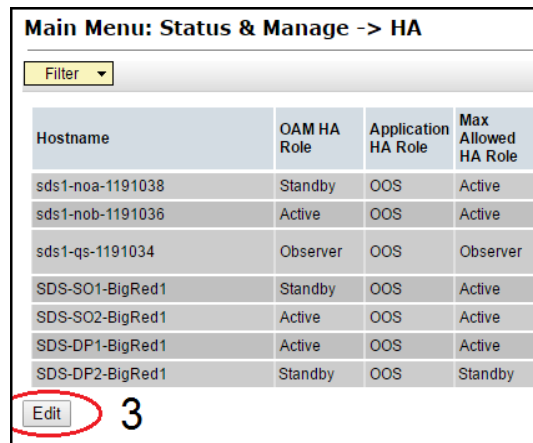 Main Menu: Status & Manage -> HA
Filter
Hostname OAM HA Role Application HA Role Max Allowed HA Role
sds1-noa-1191038 Standby OOS Active
sds1-nob-1191036 Active OOS Active
sds1-qs-1191034 Observer OOS Observer
SDS-SO1-BigRed1 Standby OOS Active
SDS-SO2-BigRed1 Active OOS Active
SDS-DP1-BigRed1 Active OOS Active
SDS-DP2-BigRed1 Standby OOS Standby
Edit 3